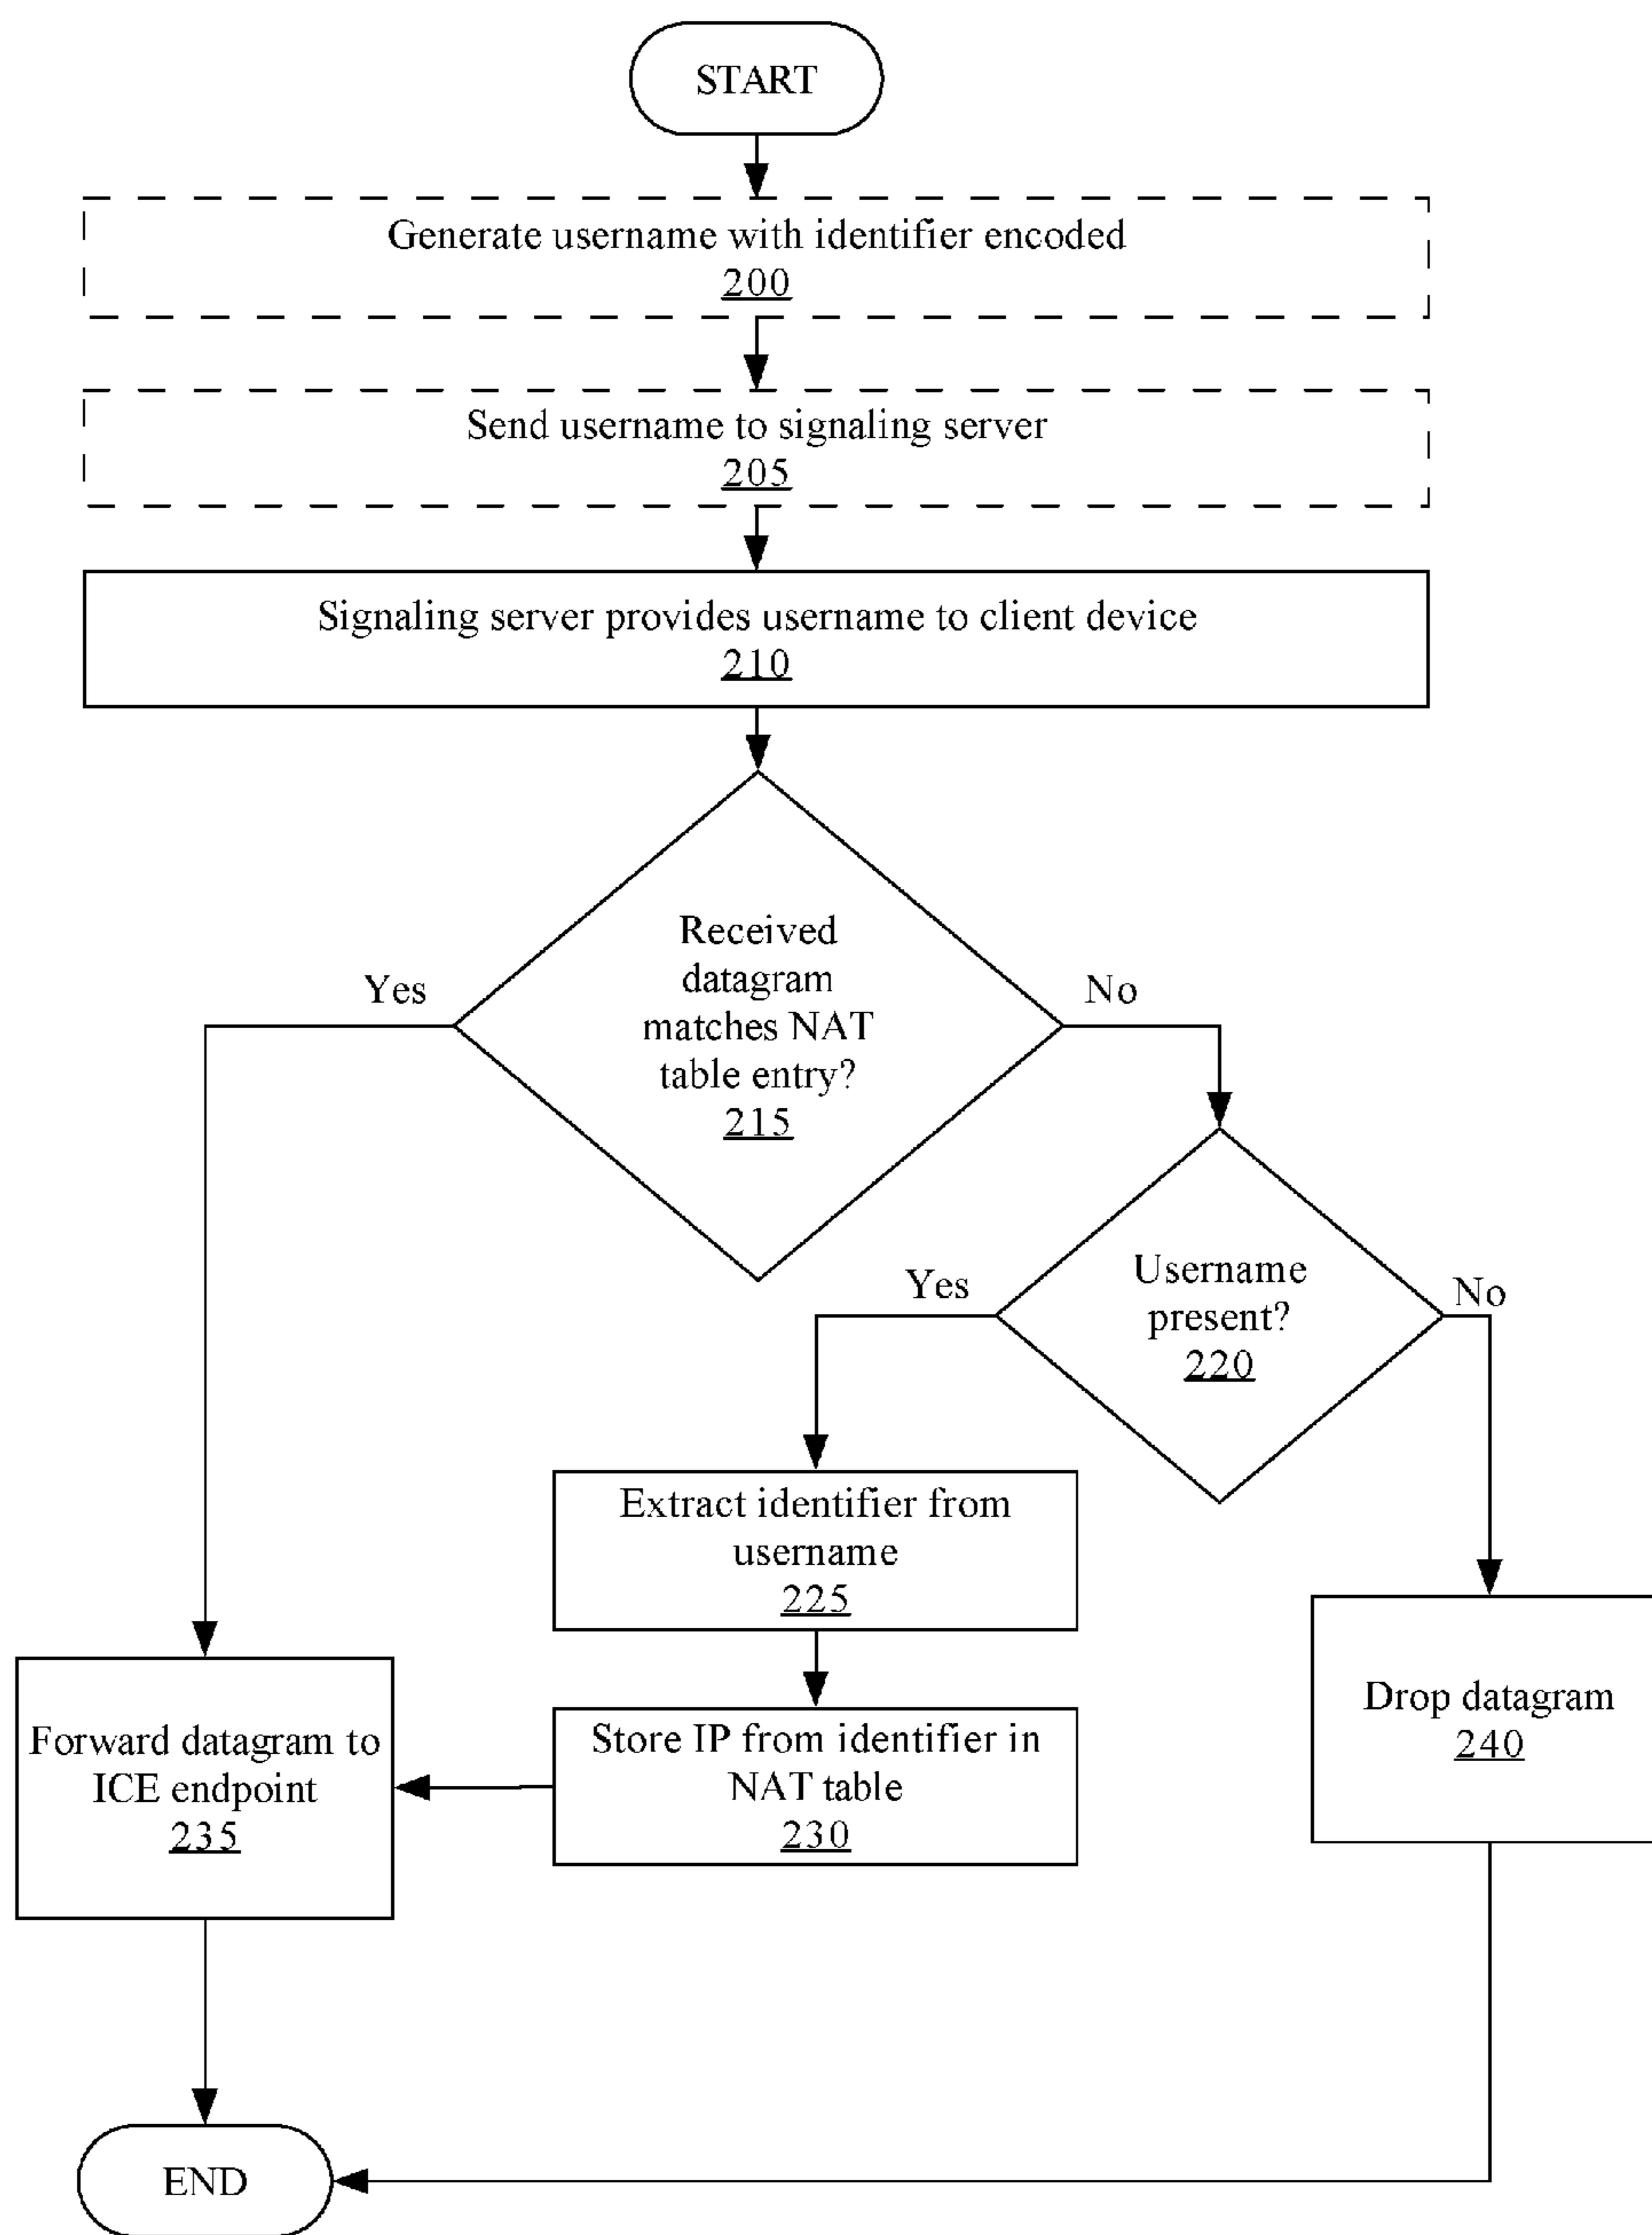 START
Generate username with identifier encoded
200
Send username to signaling server
205
Signaling server provides username to client device
210
Received
datagram
matches NAT
table entry?
215
Yes
No
Username
present?
220
Yes
No
Extract identifier from
username
225
Store IP from identifier in
NAT table
230
Forward datagram to
ICE endpoint
235
Drop datagram
240
END